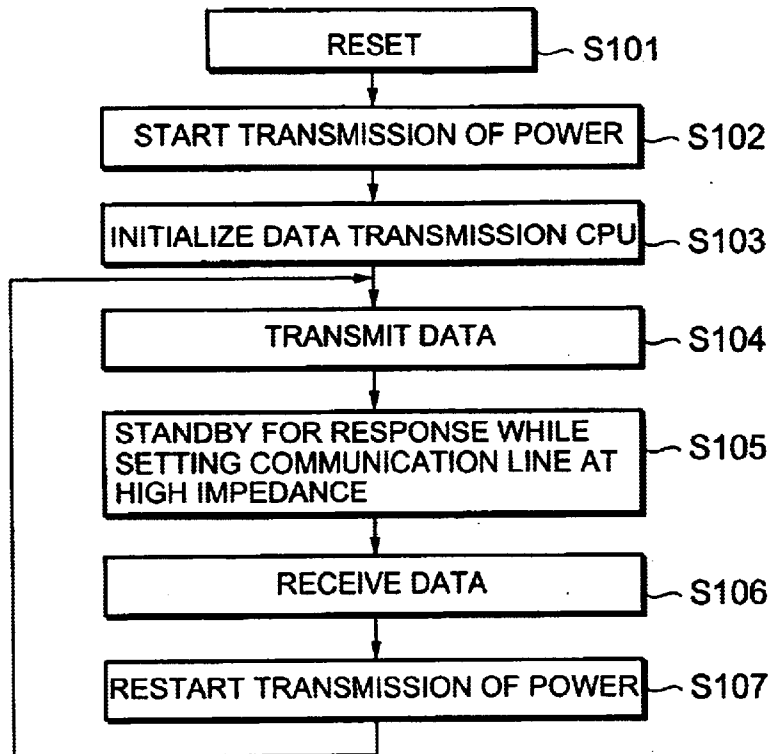 RESET
S101
START TRANSMISSION OF POWER
S102
INITIALIZE DATA TRANSMISSION CPU
S103
TRANSMIT DATA
S104
STANDBY FOR RESPONSE WHILE
SETTING COMMUNICATION LINE AT
HIGH IMPEDANCE
S105
RECEIVE DATA
S106
RESTART TRANSMISSION OF POWER
S107